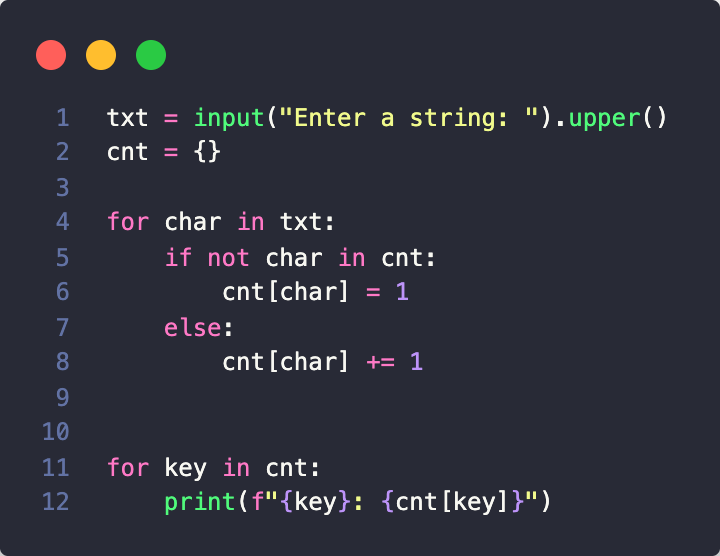 1 txt = input("Enter a string: ").upper()
2 cnt = {}
3
4 for char in txt:
5     if not char in cnt:
6         cnt[char] = 1
7     else:
8         cnt[char] += 1
9
10
11 for key in cnt:
12     print(f"{key}: {cnt[key]}")